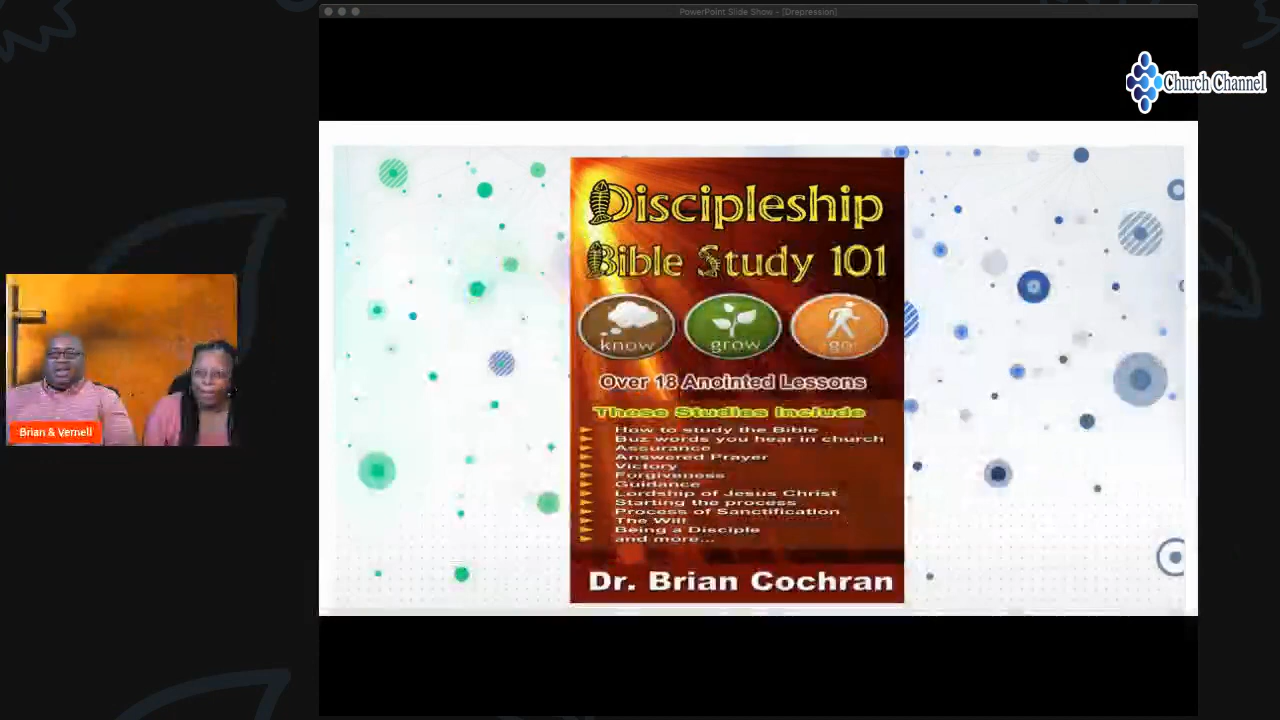 PowerPoint Slide Show - [Drepression]
Church Channel
Discipleship
Bible Study 101
know
grow
go
Over 18 Anointed Lessons
These Studies Include
How to study the Bible
Buz words you hear in church
Assurance
Answered Prayer
Victory
Forgiveness
Guidance
Lordship of Jesus Christ
Starting the process
Process of Sanctification
The Will
Being a Disciple
and more...
Dr. Brian Cochran
Brian & Vernell